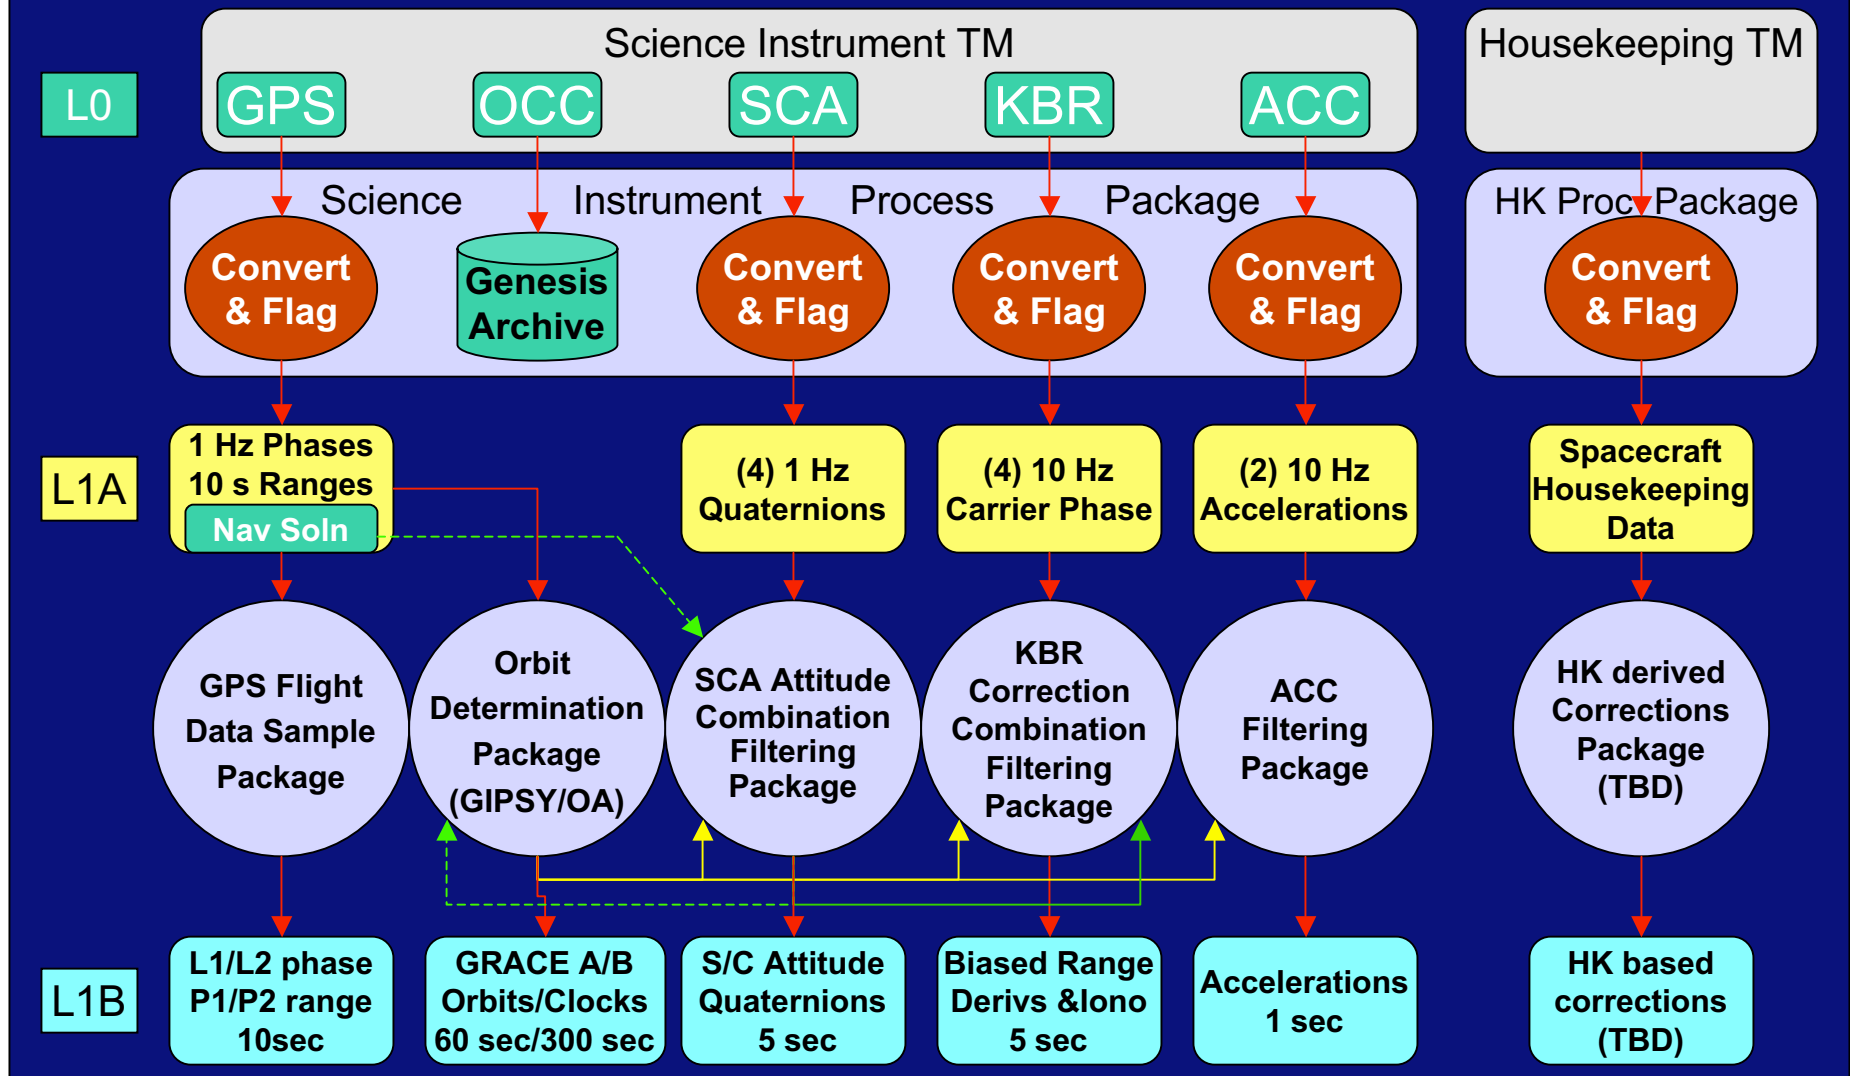 Science Instrument TM
Housekeeping TM
L0
GPS
OCC
SCA
KBR
ACC
Science Instrument Process Package
HK Proc Package
Convert
& Flag
Genesis
Archive
Convert
& Flag
Convert
& Flag
Convert
& Flag
Convert
& Flag
L1A
1 Hz Phases
10 s Ranges
Nav Soln
(4) 1 Hz
Quaternions
(4) 10 Hz
Carrier Phase
(2) 10 Hz
Accelerations
Spacecraft
Housekeeping
Data
GPS Flight
Data Sample
Package
Orbit
Determination
Package
(GIPSY/OA)
SCA Attitude
Combination
Filtering
Package
KBR
Correction
Combination
Filtering
Package
ACC
Filtering
Package
HK derived
Corrections
Package
(TBD)
L1B
L1/L2 phase
P1/P2 range
10sec
GRACE A/B
Orbits/Clocks
60 sec/300 sec
S/C Attitude
Quaternions
5 sec
Biased Range
Derivs &Iono
5 sec
Accelerations
1 sec
HK based
corrections
(TBD)